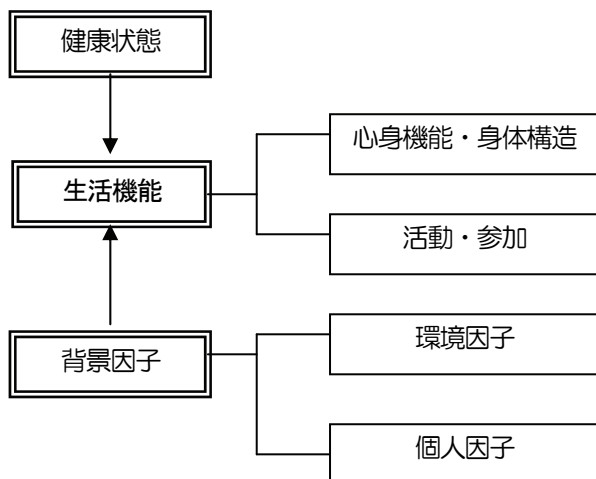 健康状態
心身機能・身体構造
生活機能
活動・参加
環境因子
背景因子
個人因子